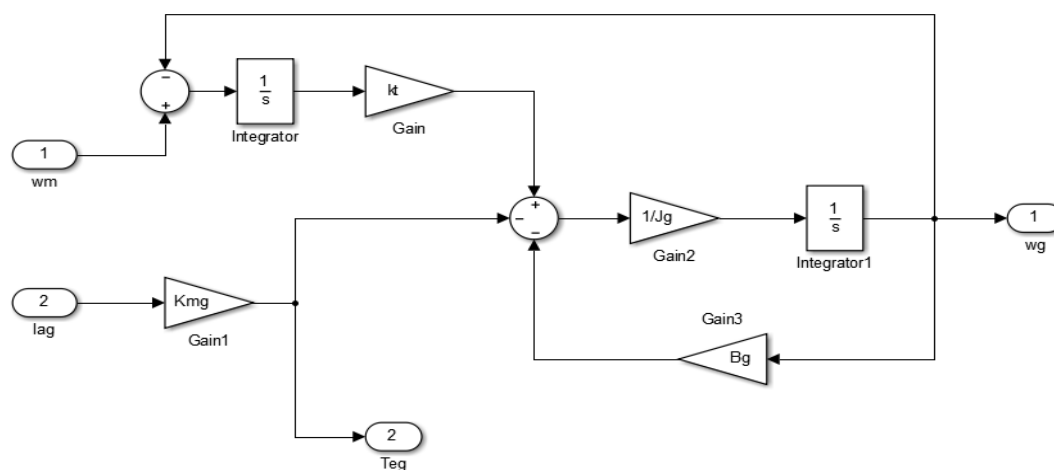 −
+
1
s
Integrator
kt
Gain
1
wm
+
−
−
1/Jg
Gain2
1
s
Integrator1
1
wg
2
Iag
Kmg
Gain1
Gain3
Bg
2
Teg